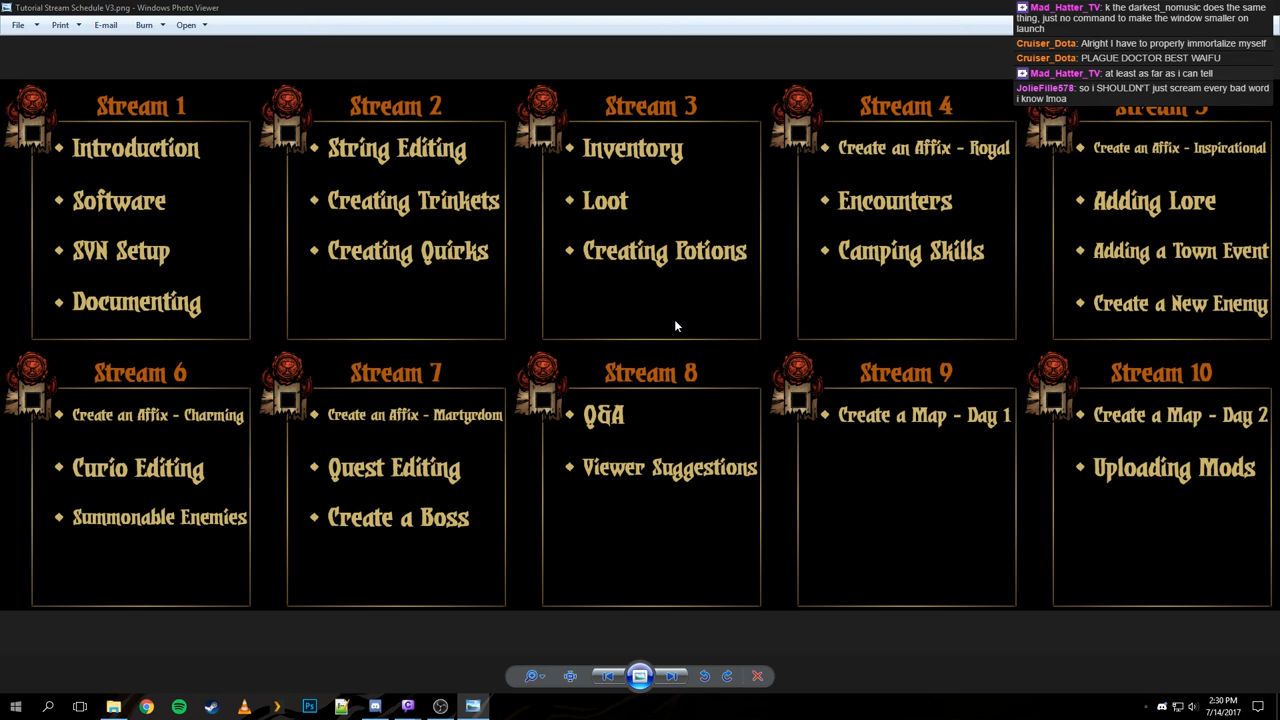 Tutorial Stream Schedule V3.png - Windows Photo Viewer
File Print E-mail Burn Open
Mad_Hatter_TV: k the darkest_nomusic does the same
thing, just no command to make the window smaller on
launch
Cruiser_Dota: Alright I have to properly immortalize myself
Cruiser_Dota: PLAGUE DOCTOR BEST WAIFU
Mad_Hatter_TV: at least as far as i can tell
JolieFille578: so i SHOULDN'T just scream every bad word
i know lmoa
Stream 1
Introduction
Software
SVN Setup
Documenting
Stream 2
String Editing
Creating Trinkets
Creating Quirks
Stream 3
Inventory
Loot
Creating Potions
Stream 4
Create an Affix - Royal
Encounters
Camping Skills
Stream 5
Create an Affix - Inspirational
Adding Lore
Adding a Town Event
Create a New Enemy
Stream 6
Create an Affix - Charming
Curio Editing
Summonable Enemies
Stream 7
Create an Affix - Martyrdom
Quest Editing
Create a Boss
Stream 8
Q&A
Viewer Suggestions
Stream 9
Create a Map - Day 1
Stream 10
Create a Map - Day 2
Uploading Mods
Ps
2:30 PM
7/14/2017